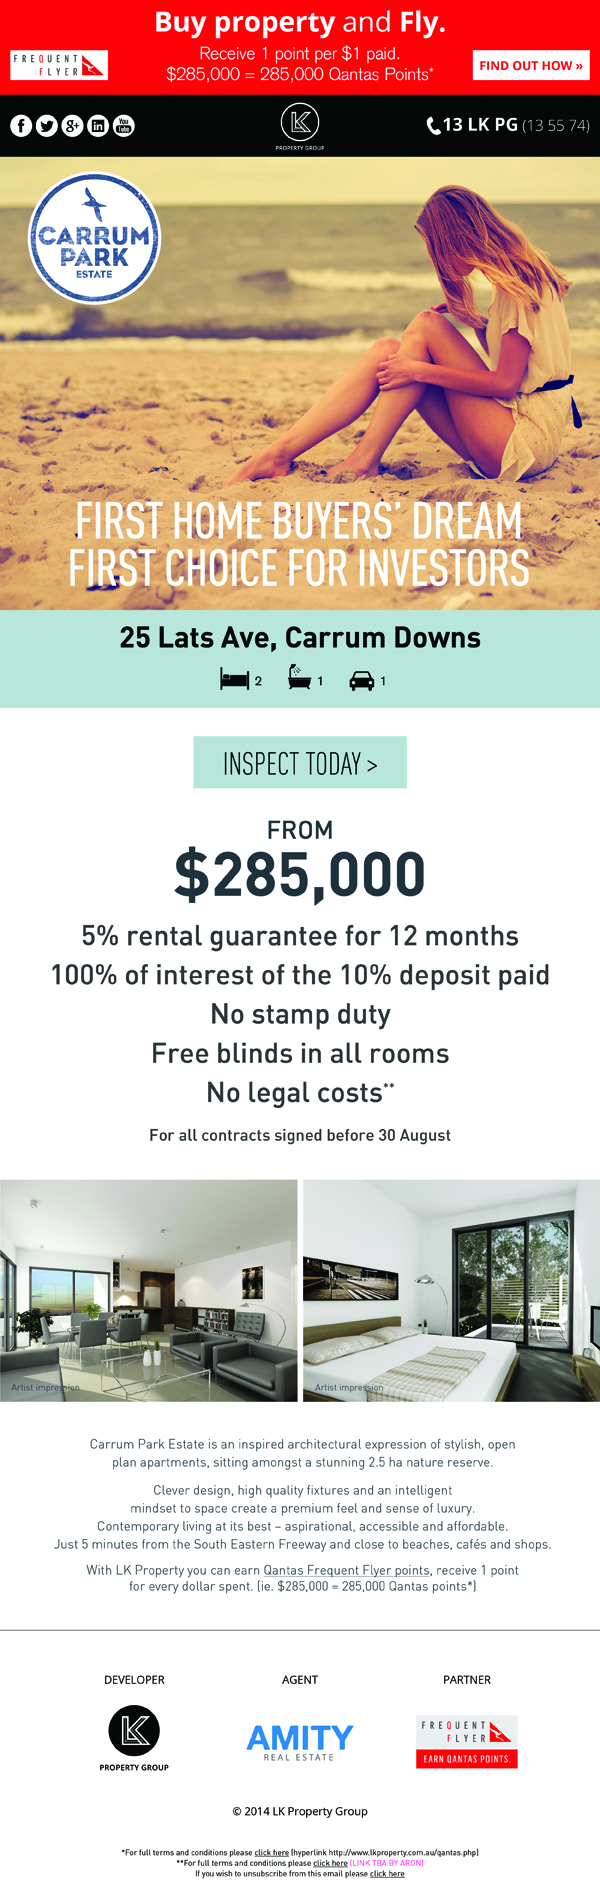 Buy property and Fly.
FREQUENT
FLYER
Receive 1 point per $1 paid.
$285,000 = 285,000 Qantas Points*
FIND OUT HOW »
f
g+
in
You
Tube
LK
PROPERTY GROUP
13 LK PG (13 55 74)
CARRUM
PARK
ESTATE
FIRST HOME BUYERS' DREAM
FIRST CHOICE FOR INVESTORS
25 Lats Ave, Carrum Downs
2 1 1
INSPECT TODAY >
FROM
$285,000
5% rental guarantee for 12 months
100% of interest of the 10% deposit paid
No stamp duty
Free blinds in all rooms
No legal costs**
For all contracts signed before 30 August
Artist impression
Artist impression
Carrum Park Estate is an inspired architectural expression of stylish, open
plan apartments, sitting amongst a stunning 2.5 ha nature reserve.
Clever design, high quality fixtures and an intelligent
mindset to space create a premium feel and sense of luxury.
Contemporary living at its best – aspirational, accessible and affordable.
Just 5 minutes from the South Eastern Freeway and close to beaches, cafés and shops.
With LK Property you can earn Qantas Frequent Flyer points, receive 1 point
for every dollar spent. (ie. $285,000 = 285,000 Qantas points*)
DEVELOPER
AGENT
PARTNER
LK
PROPERTY GROUP
AMITY
REAL ESTATE
FREQUENT
FLYER
EARN QANTAS POINTS.
© 2014 LK Property Group
*For full terms and conditions please click here (hyperlink http://www.lkproperty.com.au/qantas.php)
**For full terms and conditions please click here (LINK TBA BY ARON)
If you wish to unsubscribe from this email please click here